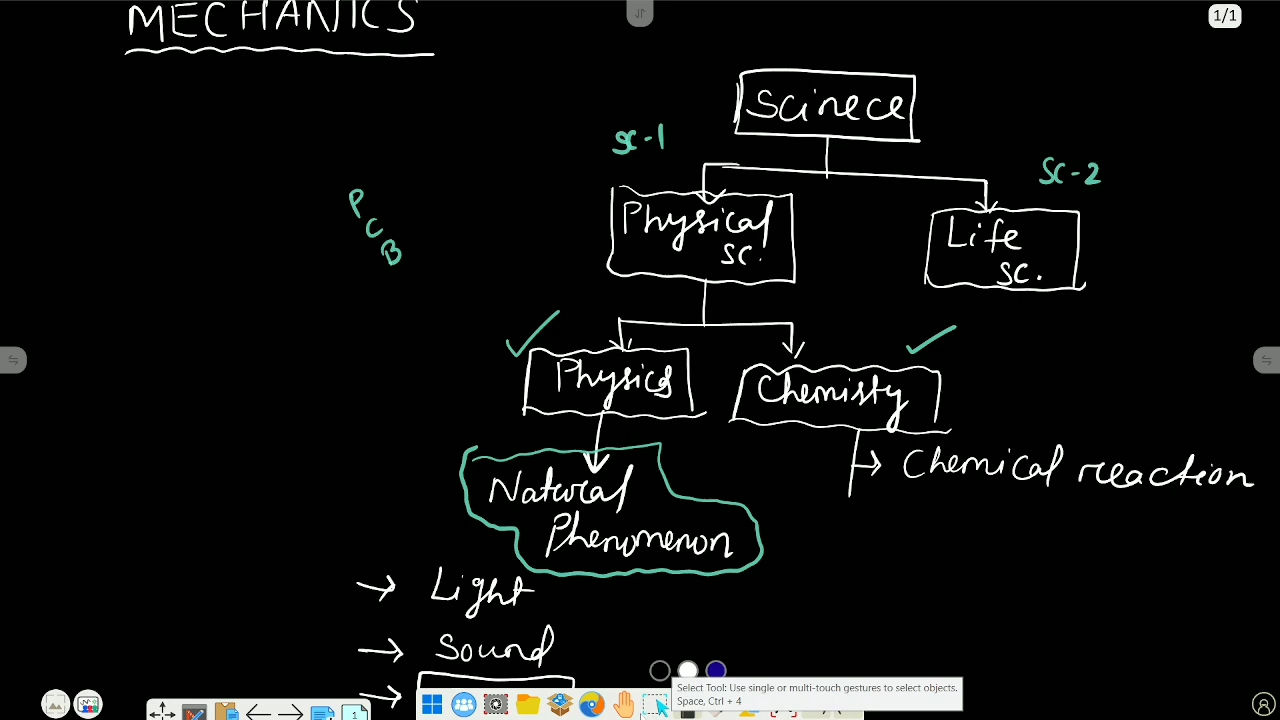 MECHANICS
1/1
Scinece
SC-1
SC-2
Physical
SC.
Life
SC.
P
C
B
Physics
Chemisty
Chemical reaction
Natural
Phenomenon
Light
Sound
Select Tool: Use single or multi-touch gestures to select objects.
Space, Ctrl + 4
1